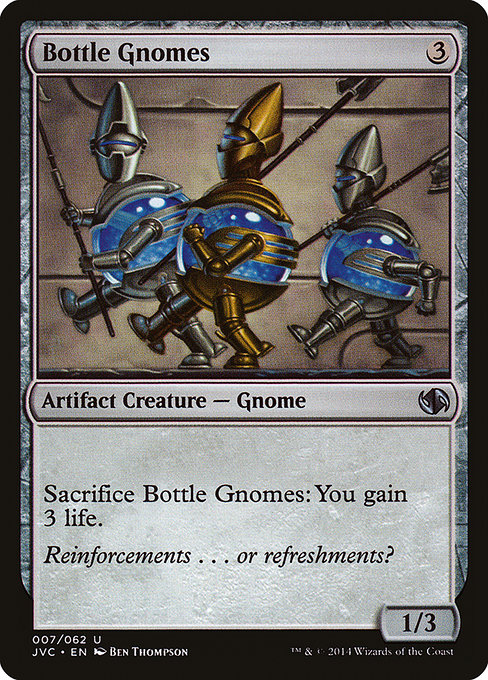 Bottle Gnomes 3
Artifact Creature — Gnome
Sacrifice Bottle Gnomes: You gain
3 life.
Reinforcements . . . or refreshments?
1/3
007/062 U
JVC • EN Ben Thompson ™ & © 2014 Wizards of the Coast